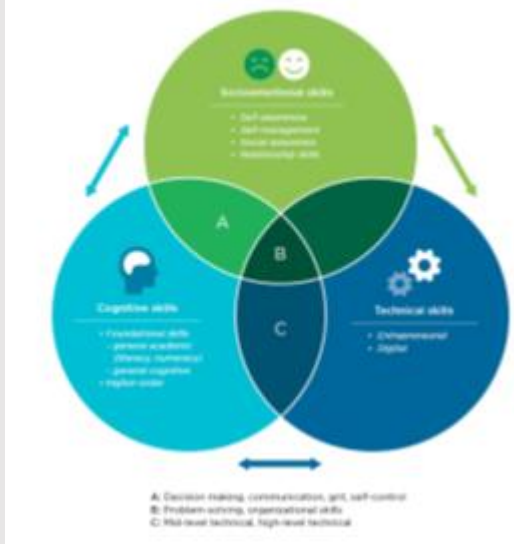 Socioemotional skills
• Self-awareness
• Self-management
• Social awareness
• Relationship skills
A
B
Cognitive skills
• Foundational skills
- general academic
(literacy, numeracy)
- general cognitive
• Higher-order
C
Technical skills
• Entrepreneurial
• Digital
A: Decision making, communication, grit, self-control
B: Problem-solving, organizational skills
C: Mid-level technical, high-level technical